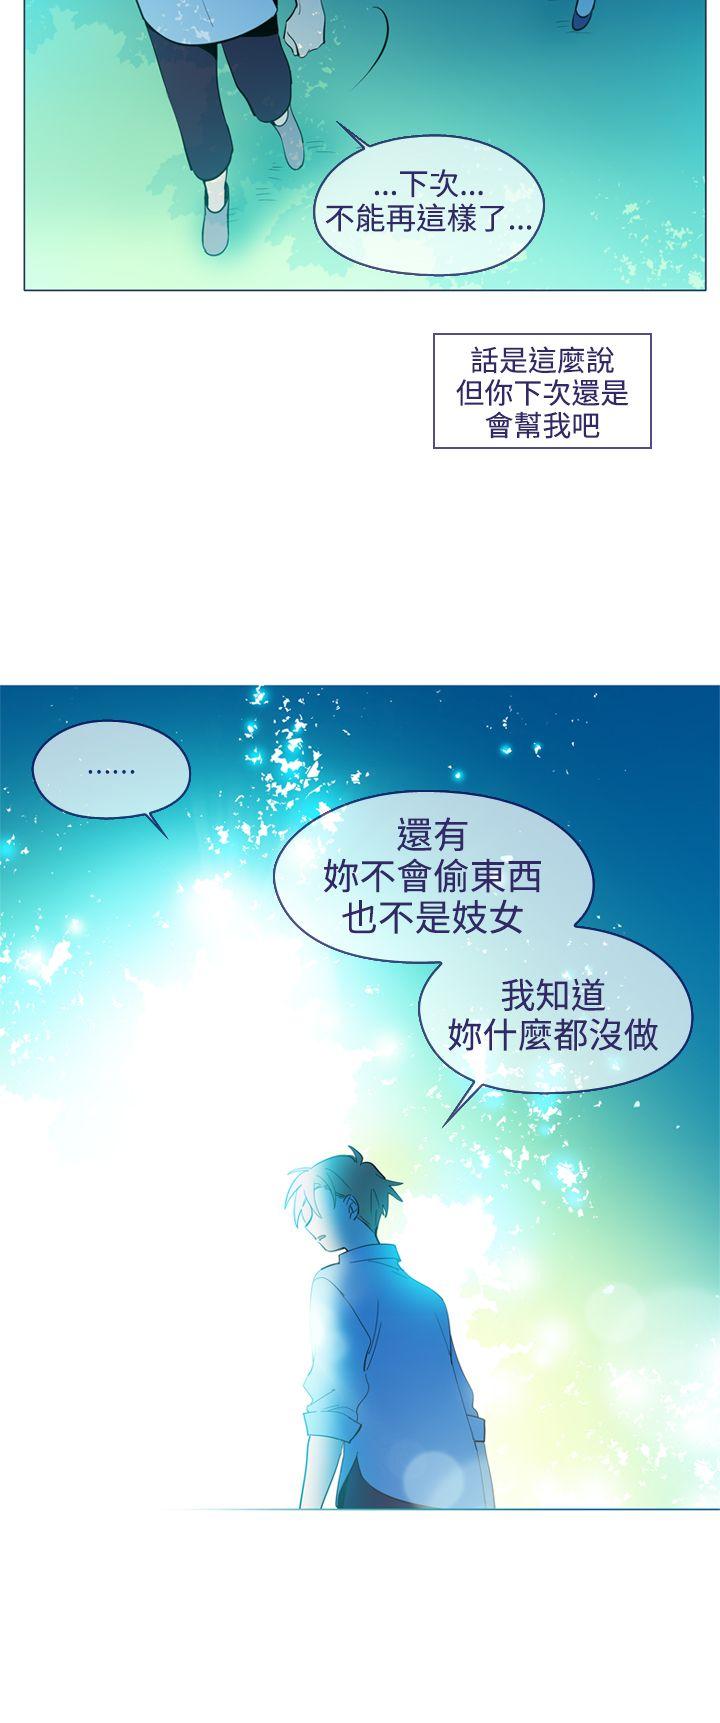 ...下次...
不能再這樣了...
話是這麼說
但你下次還是
會幫我吧
......
還有
妳不會偷東西
也不是妓女
我知道
妳什麼都沒做